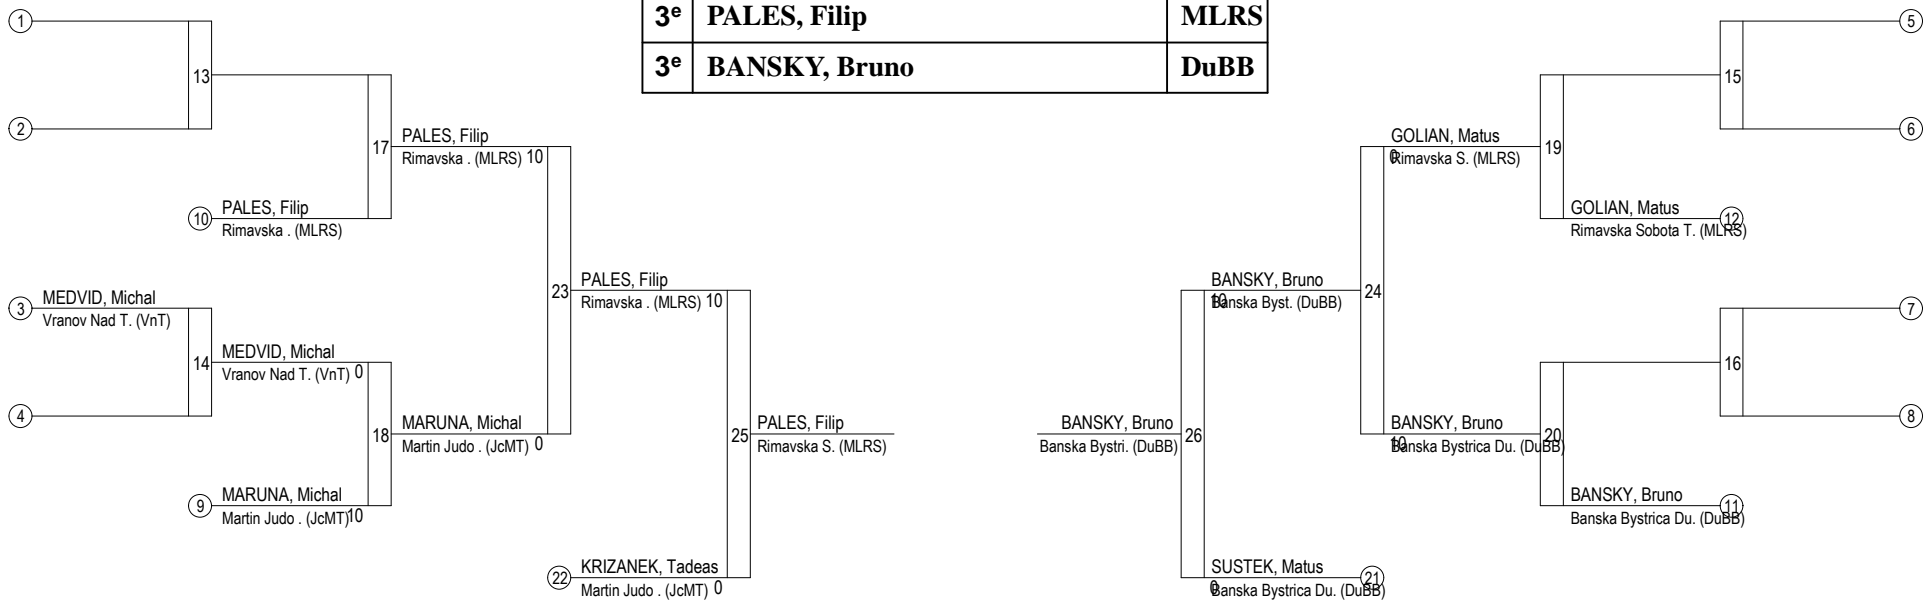 3e PALES, Filip MLRS
3e BANSKY, Bruno DuBB
1
13
2
17
PALES, Filip
Rimavska . (MLRS) 10
10
PALES, Filip
Rimavska . (MLRS)
23
PALES, Filip
Rimavska . (MLRS) 10
3
MEDVID, Michal
Vranov Nad T. (VnT)
14
MEDVID, Michal
Vranov Nad T. (VnT) 0
4
18
MARUNA, Michal
Martin Judo . (JcMT) 0
9
MARUNA, Michal
Martin Judo . (JcMT) 10
25
PALES, Filip
Rimavska S. (MLRS)
22
KRIZANEK, Tadeas
Martin Judo . (JcMT) 0
5
15
6
GOLIAN, Matus
0
Rimavska S. (MLRS)
19
GOLIAN, Matus
12
Rimavska Sobota T. (MLRS)
BANSKY, Bruno
10
Banska Byst. (DuBB)
24
7
16
8
BANSKY, Bruno
Banska Bystri. (DuBB)
26
BANSKY, Bruno
10
Banska Bystrica Du. (DuBB)
20
BANSKY, Bruno
11
Banska Bystrica Du. (DuBB)
SUSTEK, Matus
21
0
Banska Bystrica Du. (DuBB)